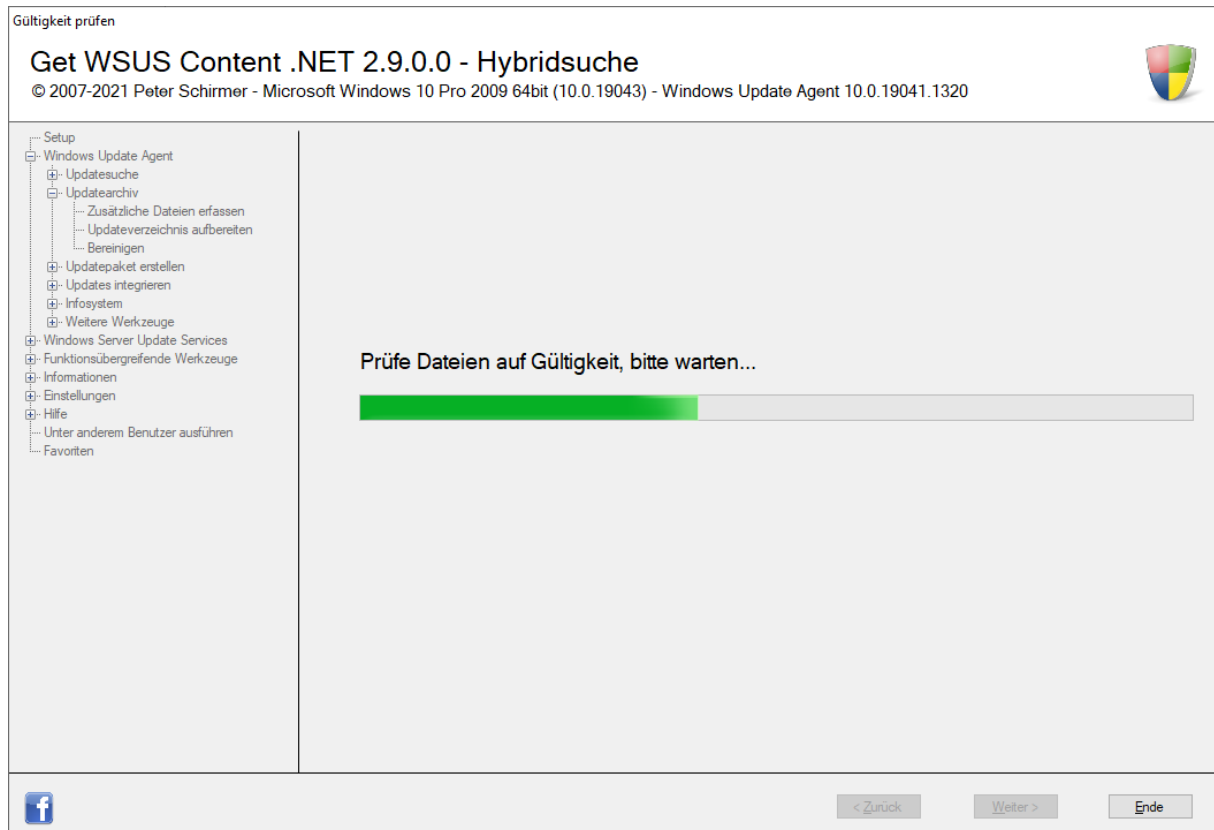 Gültigkeit prüfen
Get WSUS Content .NET 2.9.0.0 - Hybridsuche
© 2007-2021 Peter Schirmer - Microsoft Windows 10 Pro 2009 64bit (10.0.19043) - Windows Update Agent 10.0.19041.1320
Setup
Windows Update Agent
Updatesuche
Updatearchiv
Zusätzliche Dateien erfassen
Updateverzeichnis aufbereiten
Bereinigen
Updatepaket erstellen
Updates integrieren
Infosystem
Weitere Werkzeuge
Windows Server Update Services
Funktionsübergreifende Werkzeuge
Informationen
Einstellungen
Hilfe
Unter anderem Benutzer ausführen
Favoriten
Prüfe Dateien auf Gültigkeit, bitte warten...
f
< Zurück
Weiter >
Ende